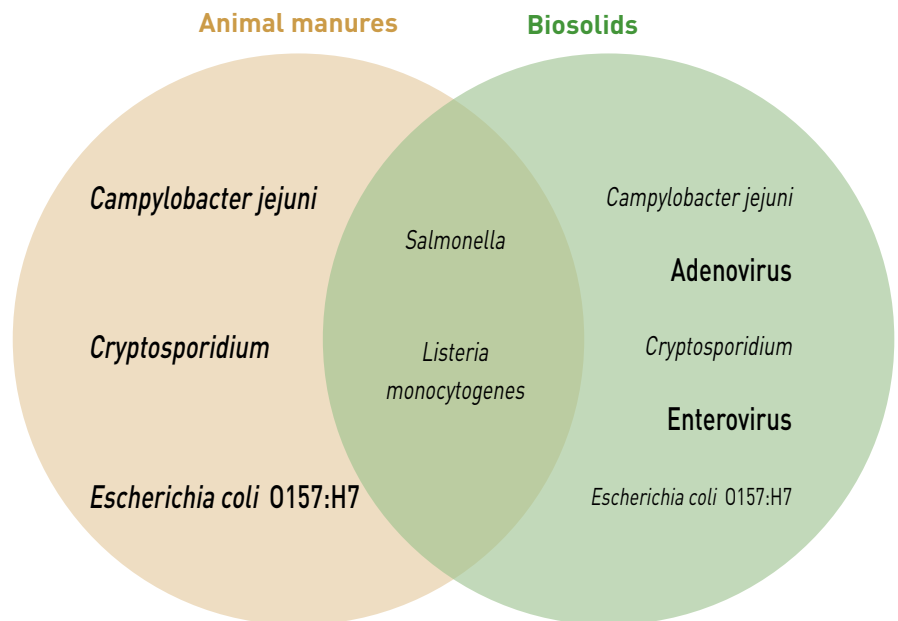 Animal manures
Biosolids
Campylobacter jejuni
Cryptosporidium
Escherichia coli O157:H7
Salmonella
Listeria
monocytogenes
Campylobacter jejuni
Adenovirus
Cryptosporidium
Enterovirus
Escherichia coli O157:H7